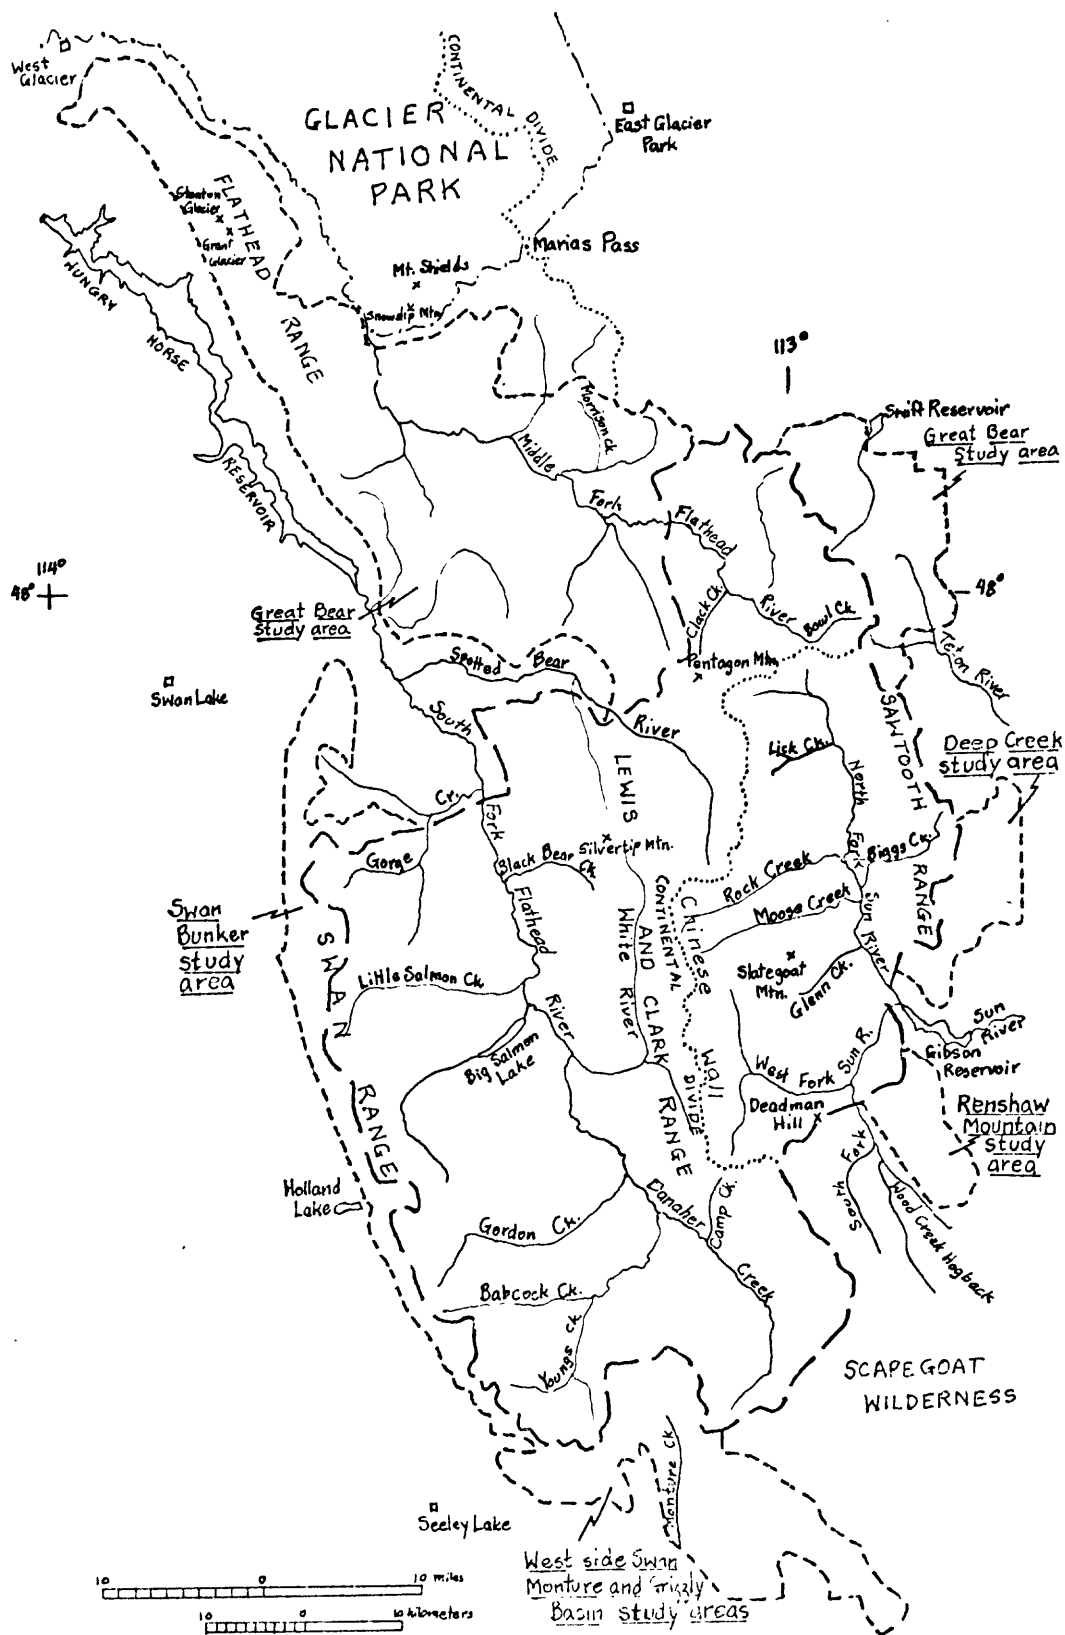 West
Glacier
GLACIER
NATIONAL
PARK
CONTINENTAL
DIVIDE
East Glacier
Park
Stanton
Glacier
Grant
Glacier
FLATHEAD
RANGE
Marias Pass
Mt. Shields
Snowslip Mtn.
HUNGRY
HORSE
RESERVOIR
113°
Swift Reservoir
Great Bear
Study area
Morrison Ck
Middle
Fork
Flathead
River
Bowl Ck.
Clack Ck.
Pentagon Mtn.
114°
48°
48°
Great Bear
Study area
Teton River
Swan Lake
Spotted
Bear
River
South
Fork
Flathead
River
SAWTOOTH
RANGE
Deep Creek
study area
Lick Ck.
North
Fork
Sun River
Biggs Ck.
Cr.
Gorge
Black Bear
Ck.
Silvertip Mtn.
LEWIS
AND CLARK
RANGE
White River
CONTINENTAL
DIVIDE
Chinese
Wall
Rock Creek
Moose Creek
Slategoat
Mtn.
Glenn Ck.
Swan
Bunker
study
area
SWAN
RANGE
Little Salmon Ck.
Big Salmon
Lake
West Fork Sun R.
Sun
River
Gibson
Reservoir
Deadman
Hill
Renshaw
Mountain
study
area
South
Fork
Wood Creek Hogback
Holland
Lake
Gordon Ck.
Danaher
Creek
Camp Ck.
Babcock Ck.
Youngs Ck
SCAPEGOAT
WILDERNESS
Monture Ck
Seeley Lake
West side Swan
Monture and Grizzly
Basin study areas
10 0 10 miles
10 0 10 kilometers